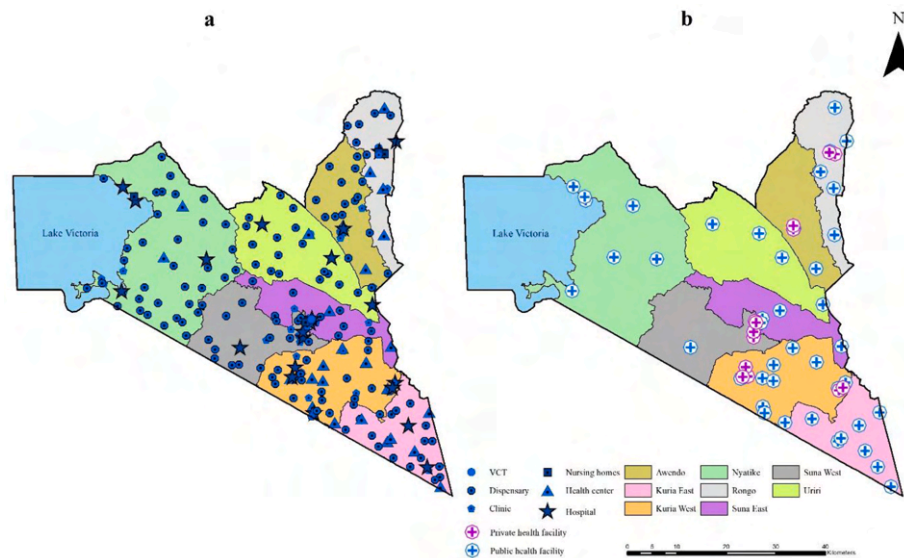 a
b
N
Lake Victoria
Lake Victoria
VCT
Dispensary
Clinic
Nursing homes
Health center
Hospital
Private health facility
Public health facility
Awendo
Kuria East
Kuria West
Nyatike
Rongo
Suna East
Suna West
Uriri
0 10 20 30 40
Kilometers